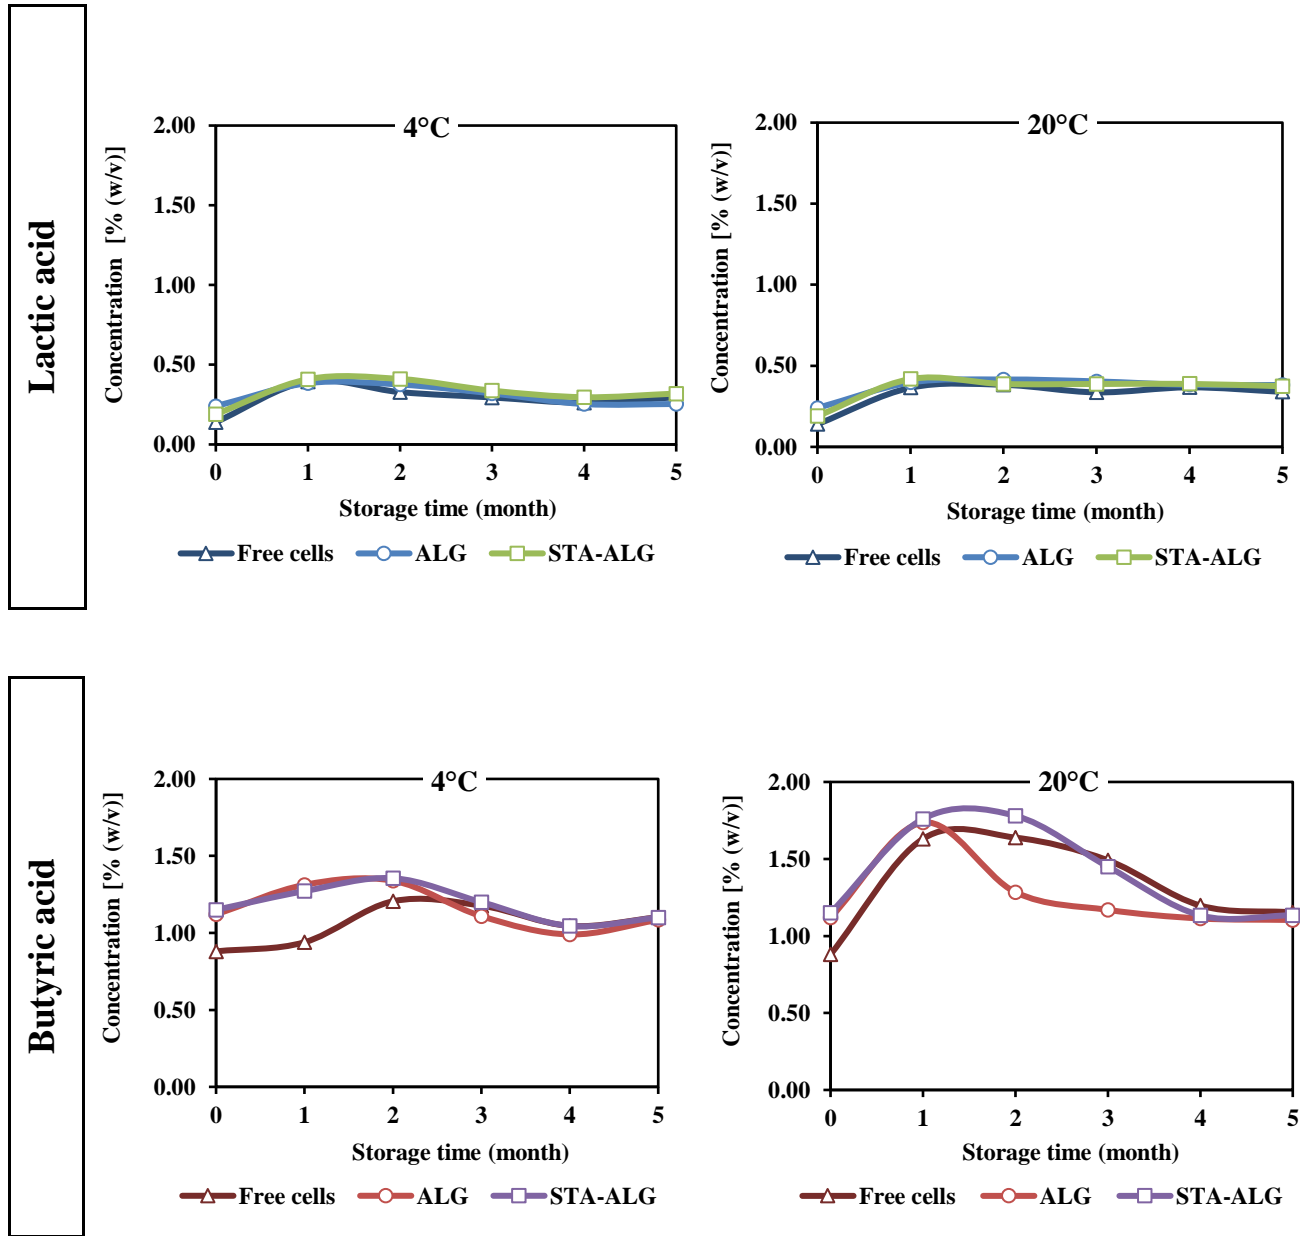 Lactic acid
4°C
Concentration [% (w/v)]
2.00
1.50
1.00
0.50
0.00
0 1 2 3 4 5
Storage time (month)
Free cells ALG STA-ALG
20°C
Concentration [% (w/v)]
2.00
1.50
1.00
0.50
0.00
0 1 2 3 4 5
Storage time (month)
Free cells ALG STA-ALG
Butyric acid
4°C
Concentration [% (w/v)]
2.00
1.50
1.00
0.50
0.00
0 1 2 3 4 5
Storage time (month)
Free cells ALG STA-ALG
20°C
Concentration [% (w/v)]
2.00
1.50
1.00
0.50
0.00
0 1 2 3 4 5
Storage time (month)
Free cells ALG STA-ALG